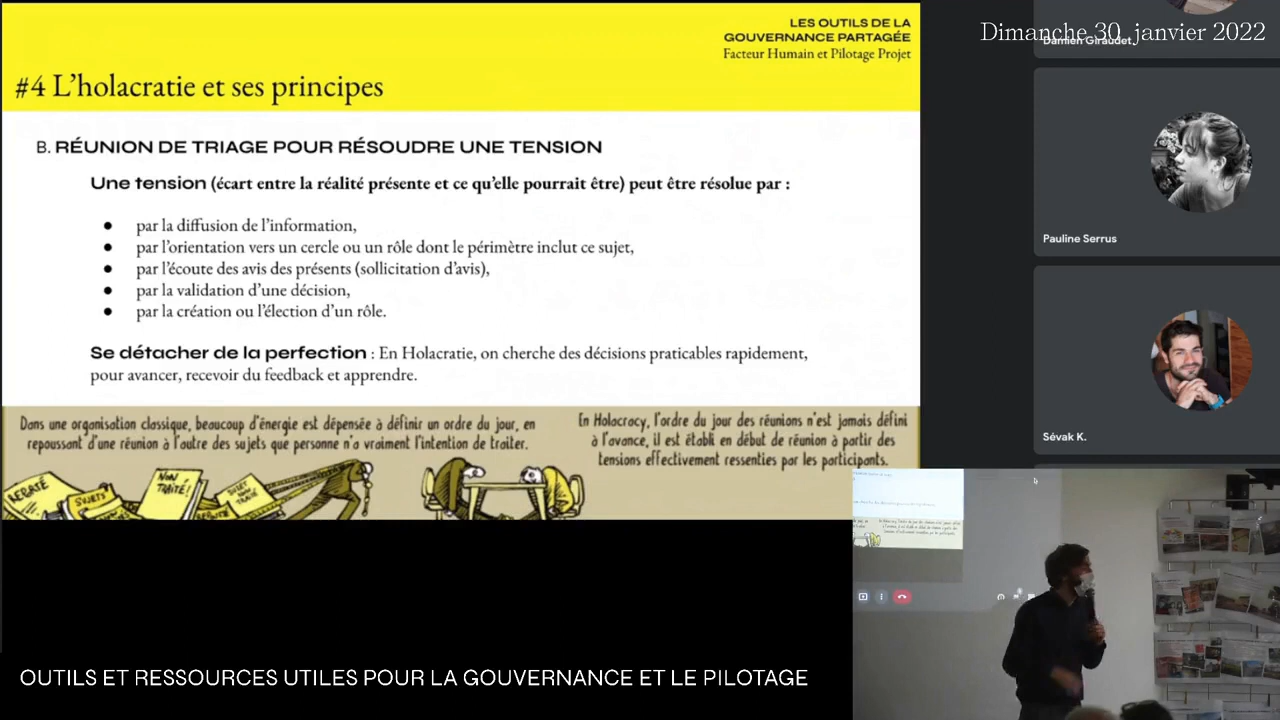 LES OUTILS DE LA
GOUVERNANCE PARTAGÉE
Facteur Humain et Pilotage Projet
#4 L’holacratie et ses principes
B. RÉUNION DE TRIAGE POUR RÉSOUDRE UNE TENSION
Une tension (écart entre la réalité présente et ce qu’elle pourrait être) peut être résolue par :
● par la diffusion de l’information,
● par l’orientation vers un cercle ou un rôle dont le périmètre inclut ce sujet,
● par l’écoute des avis des présents (sollicitation d’avis),
● par la validation d’une décision,
● par la création ou l’élection d’un rôle.
Se détacher de la perfection : En Holacratie, on cherche des décisions praticables rapidement,
pour avancer, recevoir du feedback et apprendre.
Dans une organisation classique, beaucoup d’énergie est dépensée à définir un ordre du jour, en
repoussant d’une réunion à l’autre des sujets que personne n’a vraiment l’intention de traiter.
En Holacracy, l’ordre du jour des réunions n’est jamais défini
à l’avance, il est établi en début de réunion à partir des
tensions effectivement ressenties par les participants.
REPORTÉ
SUJETS
NON
TRAITÉ!
SUJET
NON
TRAITÉ
Dimanche 30 janvier 2022
Damien Giraudet
Pauline Serrus
Sévak K.
OUTILS ET RESSOURCES UTILES POUR LA GOUVERNANCE ET LE PILOTAGE